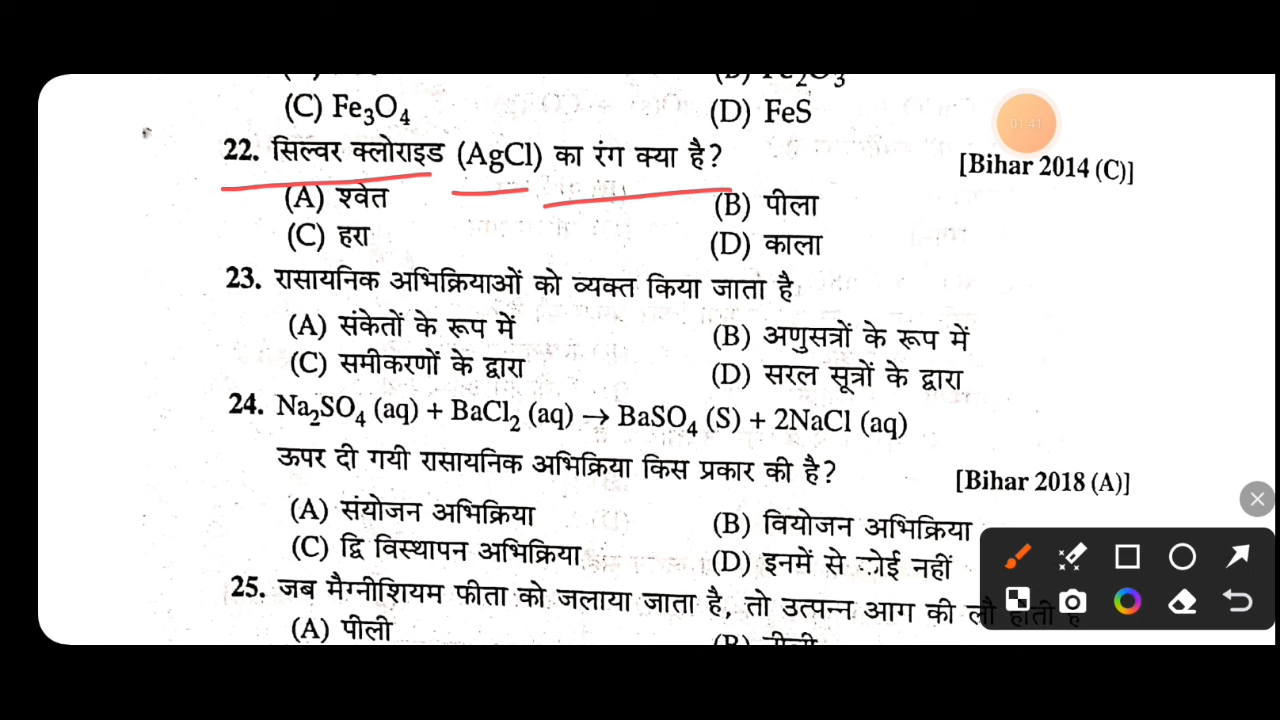 (C) Fe3O4 (D) FeS
22. सिल्वर क्लोराइड (AgCl) का रंग क्या है? [Bihar 2014 (C)]
(A) श्वेत (B) पीला
(C) हरा (D) काला
23. रासायनिक अभिक्रियाओं को व्यक्त किया जाता है
(A) संकेतों के रूप में (B) अणुसत्रों के रूप में
(C) समीकरणों के द्वारा (D) सरल सूत्रों के द्वारा
24. Na2SO4 (aq) + BaCl2 (aq) → BaSO4 (S) + 2NaCl (aq)
ऊपर दी गयी रासायनिक अभिक्रिया किस प्रकार की है? [Bihar 2018 (A)]
(A) संयोजन अभिक्रिया (B) वियोजन अभिक्रिया
(C) द्वि विस्थापन अभिक्रिया (D) इनमें से कोई नहीं
25. जब मैग्नीशियम फीता को जलाया जाता है, तो उत्पन्न आग की लौ होती है
(A) पीली
01:41